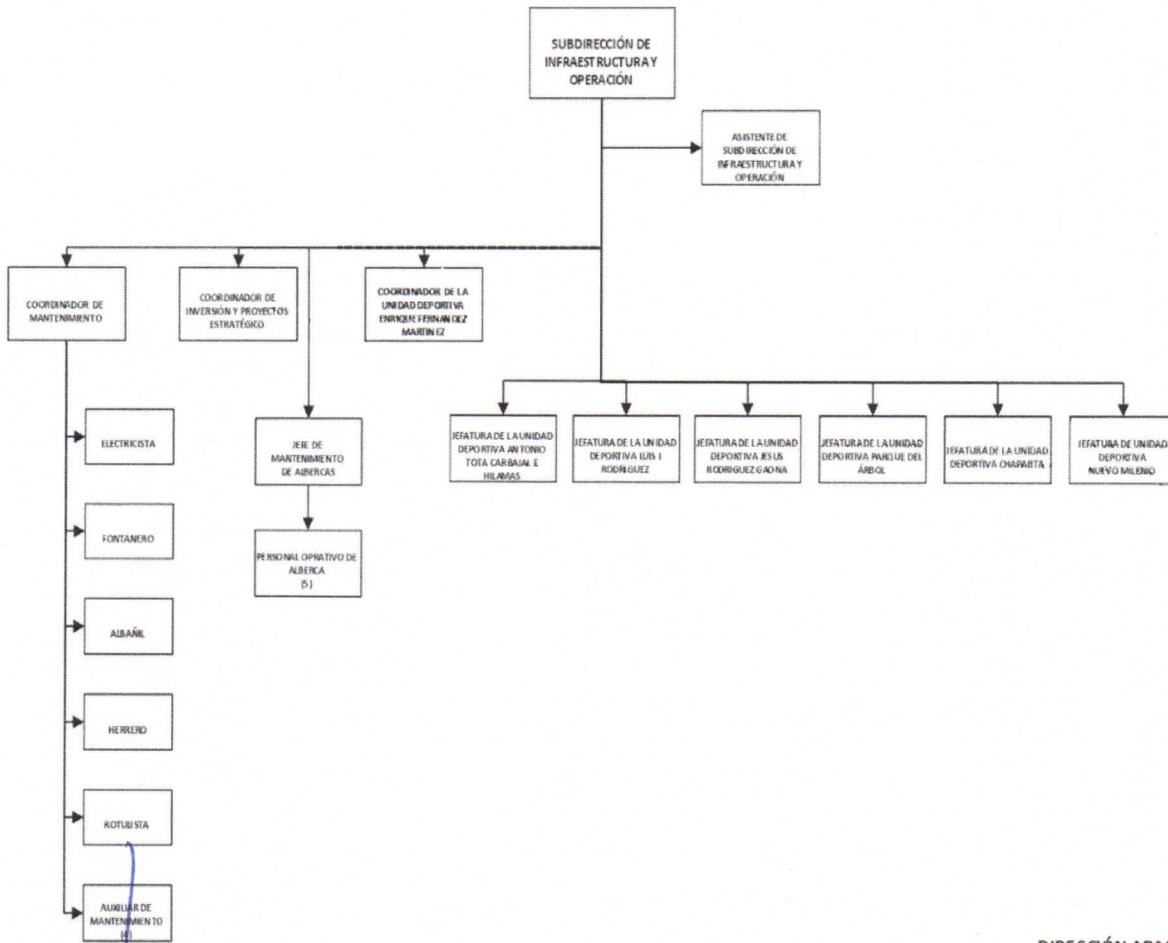 SUBDIRECCIÓN DE
INFRAESTRUCTURA Y
OPERACIÓN
ASISTENTE DE
SUBDIRECCIÓN DE
INFRAESTRUCTURA Y
OPERACIÓN
COORDINADOR DE
MANTENIMIENTO
COORDINADOR DE
INVERSIÓN Y PROYECTOS
ESTRATÉGICO
COORDINADOR DE LA
UNIDAD DEPORTIVA
ENRIQUE FERNANDEZ
MARTINEZ
ELECTRICISTA
FONTANERO
ALBAÑIL
HERRERO
ROTULISTA
AUXILIAR DE
MANTENIMIENTO
(4)
JEFE DE
MANTENIMIENTO
DE ALBERCAS
PERSONAL OPRATIVO DE
ALBERCA
(5)
JEFATURA DE LA UNIDAD
DEPORTIVA ANTONIO
TOTA CARBAJAL E
HILAMAS
JEFATURA DE LA UNIDAD
DEPORTIVA LUIS I
RODRIGUEZ
JEFATURA DE LA UNIDAD
DEPORTIVA JESUS
RODRIGUEZ GAONA
JEFATURA DE LA UNIDAD
DEPORTIVA PARQUE DEL
ÁRBOL
JEFATURA DE LA UNIDAD
DEPORTIVA CHAPALITA
JEFATURA DE UNIDAD
DEPORTIVA
NUEVO MILENIO
DIRECCIÓN